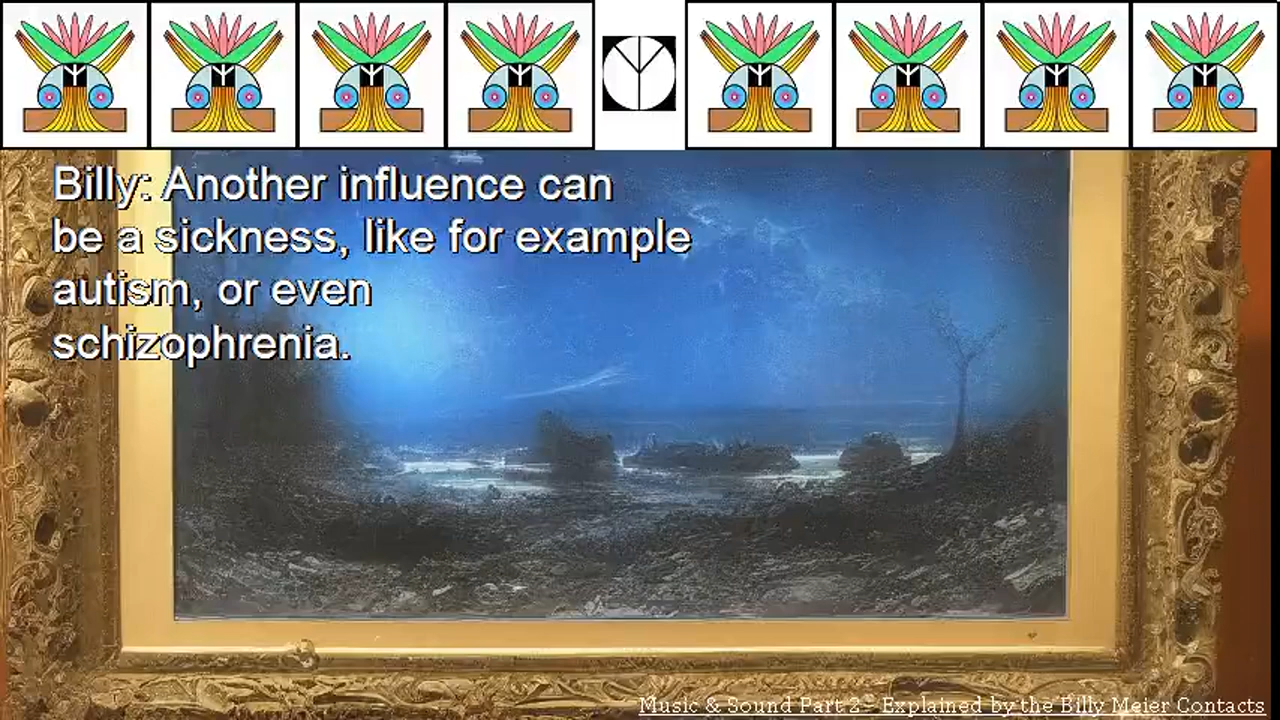 Billy: Another influence can
be a sickness, like for example
autism, or even
schizophrenia.
Music & Sound Part 2 - Explained by the Billy Meier Contacts